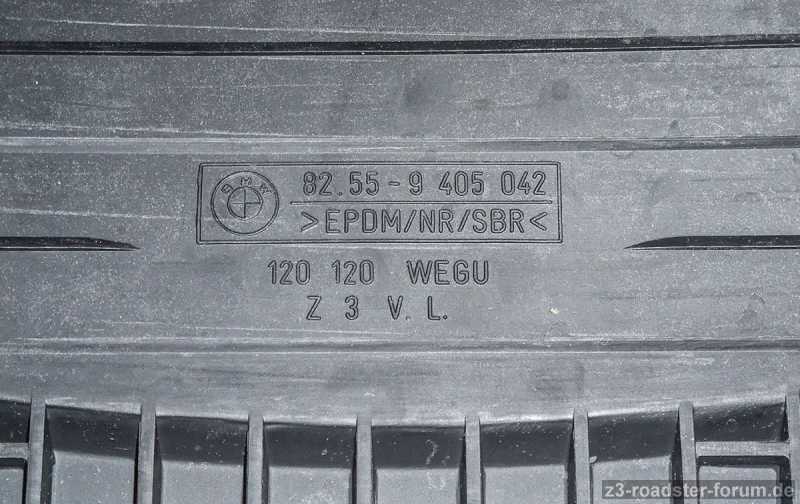 BMW
82.55-9 405 042
>EPDM/NR/SBR<
120 120 WEGU
Z 3 V. L.
z3-roadster-forum.de